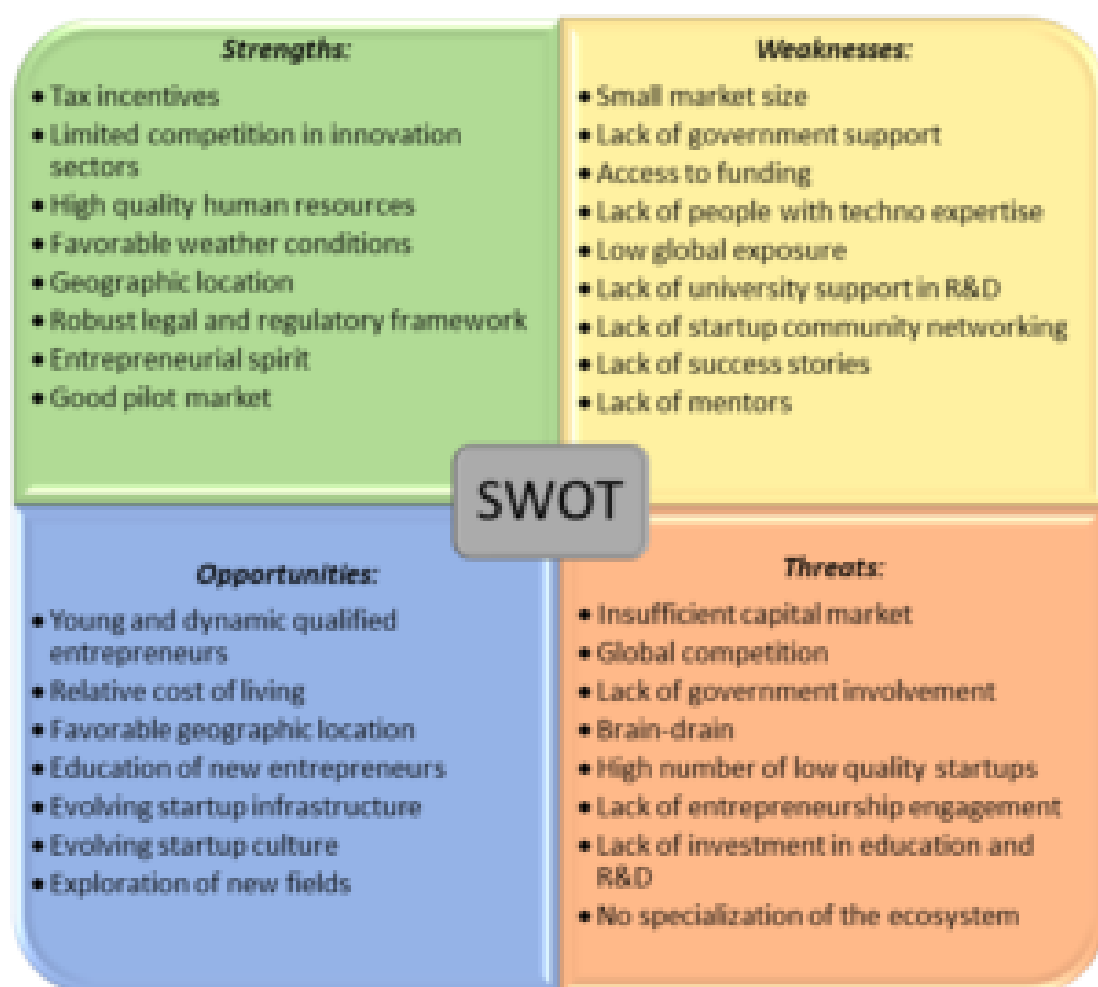 Strengths:
• Tax incentives
• Limited competition in innovation
sectors
• High quality human resources
• Favorable weather conditions
• Geographic location
• Robust legal and regulatory framework
• Entrepreneurial spirit
• Good pilot market
Weaknesses:
• Small market size
• Lack of government support
• Access to funding
• Lack of people with techno expertise
• Low global exposure
• Lack of university support in R&D
• Lack of startup community networking
• Lack of success stories
• Lack of mentors
SWOT
Opportunities:
• Young and dynamic qualified
entrepreneurs
• Relative cost of living
• Favorable geographic location
• Education of new entrepreneurs
• Evolving startup infrastructure
• Evolving startup culture
• Exploration of new fields
Threats:
• Insufficient capital market
• Global competition
• Lack of government involvement
• Brain-drain
• High number of low quality startups
• Lack of entrepreneurship engagement
• Lack of investment in education and
R&D
• No specialization of the ecosystem